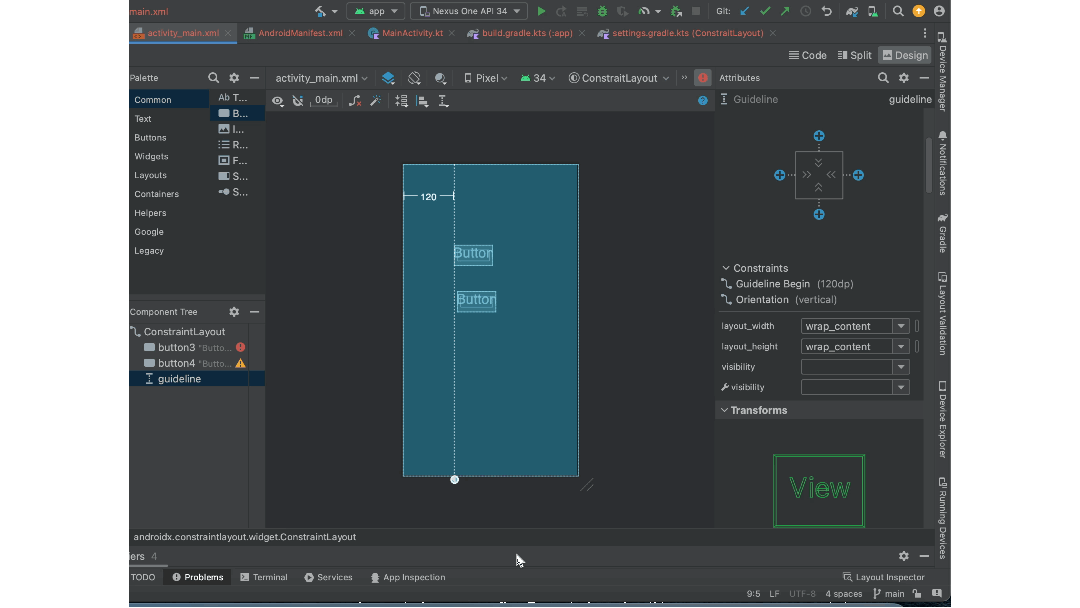 main.xml
app
Nexus One API 34
Git:
activity_main.xml
AndroidManifest.xml
MainActivity.kt
build.gradle.kts (:app)
settings.gradle.kts (ConstraitLayout)
Code
Split
Design
Palette
activity_main.xml
Pixel
34
ConstraitLayout
Attributes
Common
Text
Buttons
Widgets
Layouts
Containers
Helpers
Google
Legacy
Ab T...
B...
I...
R...
F...
S...
S...
0dp
Guideline
guideline
120
Button
Button
Component Tree
ConstraintLayout
button3 "Butto...
button4 "Butto...
guideline
Constraints
Guideline Begin (120dp)
Orientation (vertical)
layout_width
wrap_content
layout_height
wrap_content
visibility
visibility
Transforms
View
Device Manager
Notifications
Gradle
Layout Validation
Device Explorer
Running Devices
androidx.constraintlayout.widget.ConstraintLayout
iers 4
TODO
Problems
Terminal
Services
App Inspection
Layout Inspector
9:5
LF
UTF-8
4 spaces
main